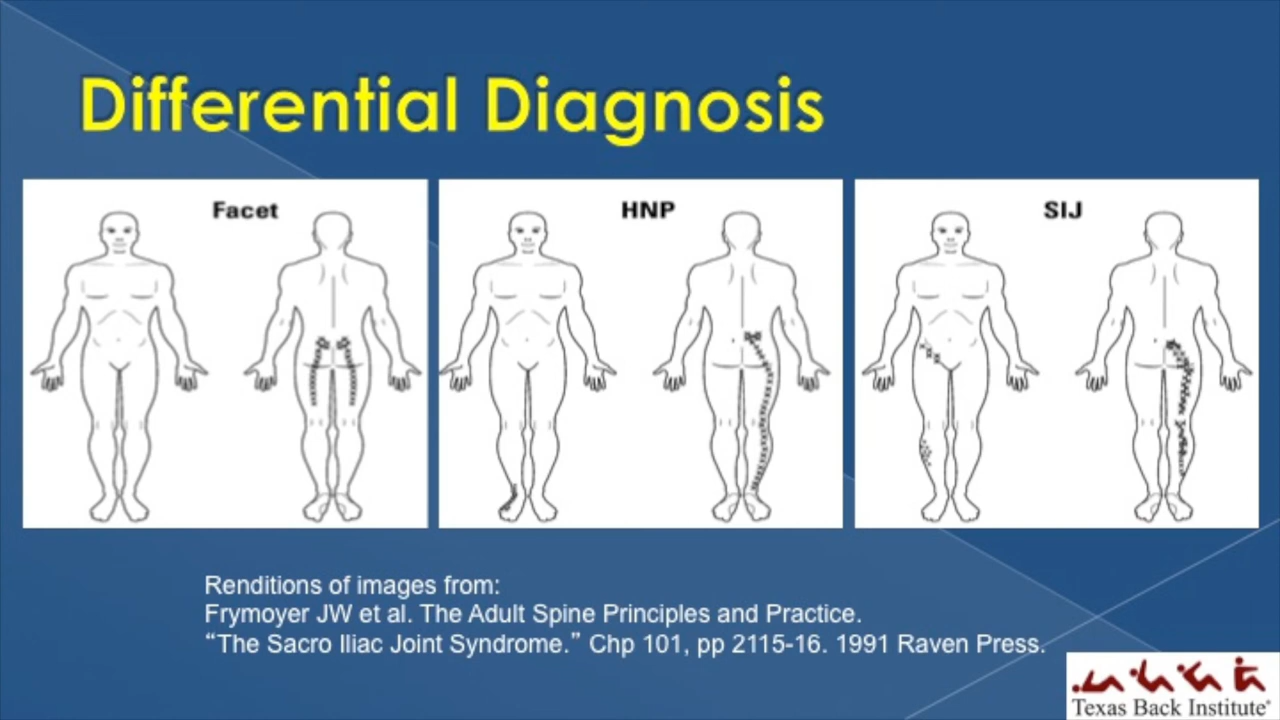 Differential Diagnosis
Facet
HNP
SIJ
Renditions of images from:
Frymoyer JW et al. The Adult Spine Principles and Practice.
“The Sacro Iliac Joint Syndrome.” Chp 101, pp 2115-16. 1991 Raven Press.
Texas Back Institute®